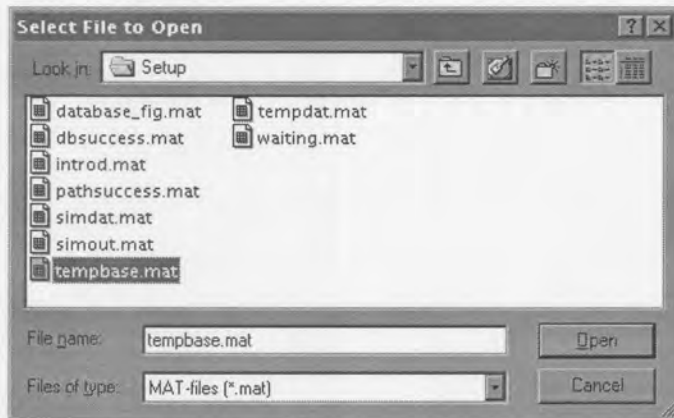 Select File to Open
Look in: Setup
database_fig.mat
dbsuccess.mat
introd.mat
pathsuccess.mat
simdat.mat
simout.mat
tempbase.mat
tempdat.mat
waiting.mat
File name: tempbase.mat
Open
Files of type: MAT-files (*.mat)
Cancel